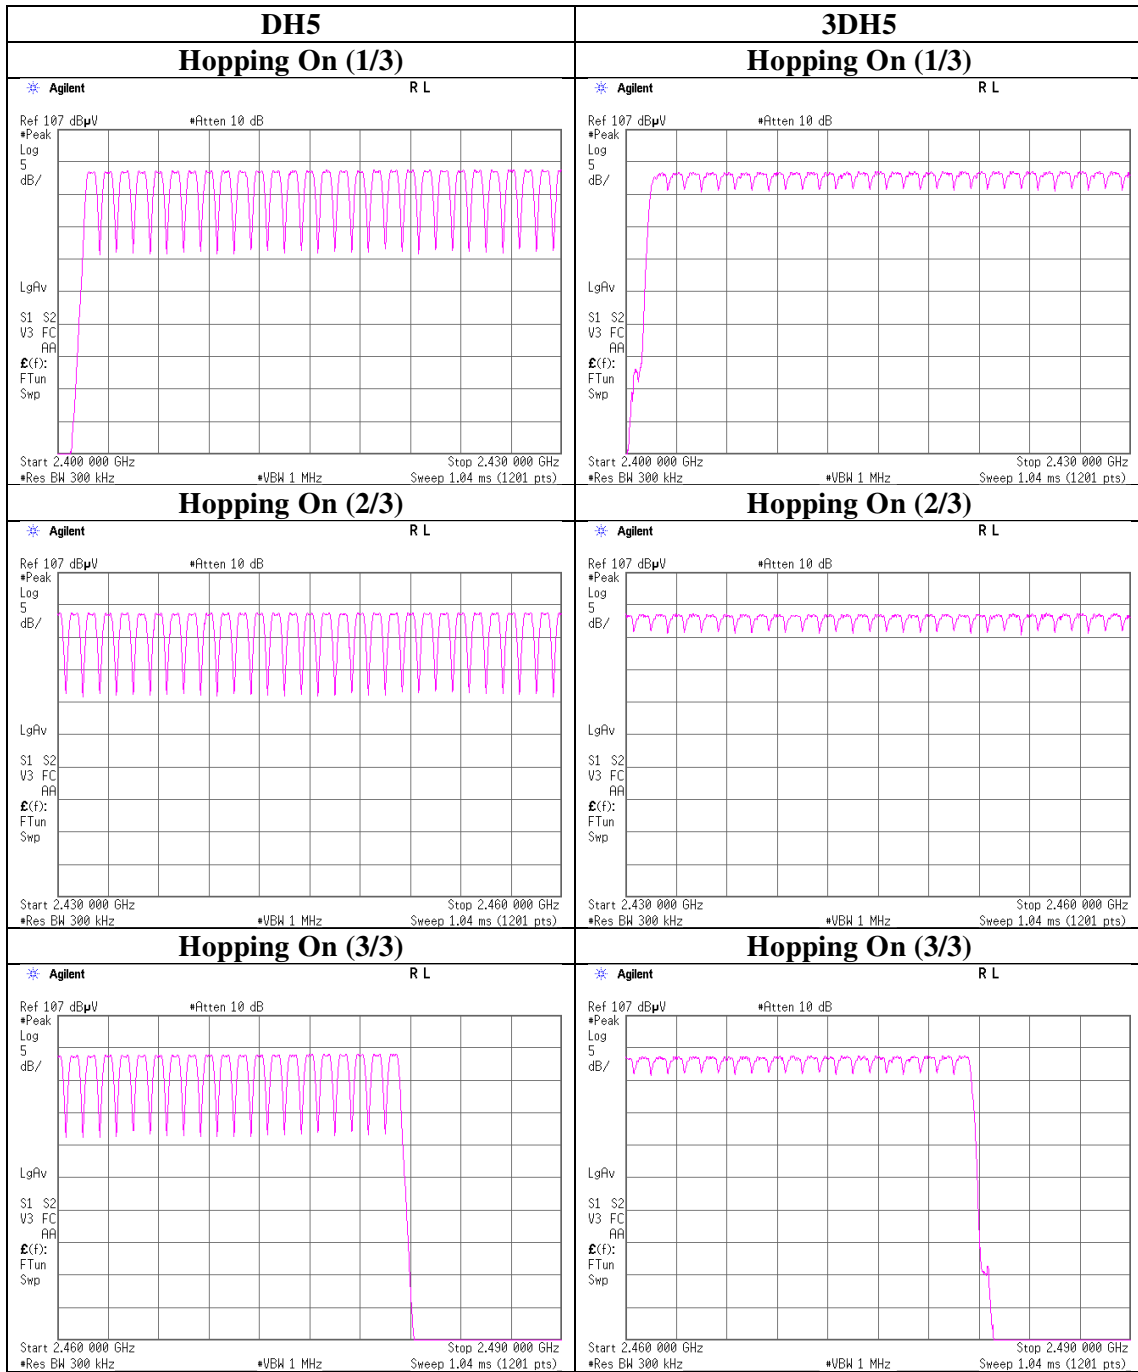 DH5 3DH5
Hopping On (1/3) Hopping On (1/3)
Agilent R L
Ref 107 dBµV #Atten 10 dB
#Peak
Log
5
dB/
LgAv
S1 S2
V3 FC
AA
£(f):
FTun
Swp
Start 2.400 000 GHz Stop 2.430 000 GHz
#Res BW 300 kHz #VBW 1 MHz Sweep 1.04 ms (1201 pts)
Agilent R L
Ref 107 dBµV #Atten 10 dB
#Peak
Log
5
dB/
LgAv
S1 S2
V3 FC
AA
£(f):
FTun
Swp
Start 2.400 000 GHz Stop 2.430 000 GHz
#Res BW 300 kHz #VBW 1 MHz Sweep 1.04 ms (1201 pts)
Hopping On (2/3) Hopping On (2/3)
Agilent R L
Ref 107 dBµV #Atten 10 dB
#Peak
Log
5
dB/
LgAv
S1 S2
V3 FC
AA
£(f):
FTun
Swp
Start 2.430 000 GHz Stop 2.460 000 GHz
#Res BW 300 kHz #VBW 1 MHz Sweep 1.04 ms (1201 pts)
Agilent R L
Ref 107 dBµV #Atten 10 dB
#Peak
Log
5
dB/
LgAv
S1 S2
V3 FC
AA
£(f):
FTun
Swp
Start 2.430 000 GHz Stop 2.460 000 GHz
#Res BW 300 kHz #VBW 1 MHz Sweep 1.04 ms (1201 pts)
Hopping On (3/3) Hopping On (3/3)
Agilent R L
Ref 107 dBµV #Atten 10 dB
#Peak
Log
5
dB/
LgAv
S1 S2
V3 FC
AA
£(f):
FTun
Swp
Start 2.460 000 GHz Stop 2.490 000 GHz
#Res BW 300 kHz #VBW 1 MHz Sweep 1.04 ms (1201 pts)
Agilent R L
Ref 107 dBµV #Atten 10 dB
#Peak
Log
5
dB/
LgAv
S1 S2
V3 FC
AA
£(f):
FTun
Swp
Start 2.460 000 GHz Stop 2.490 000 GHz
#Res BW 300 kHz #VBW 1 MHz Sweep 1.04 ms (1201 pts)